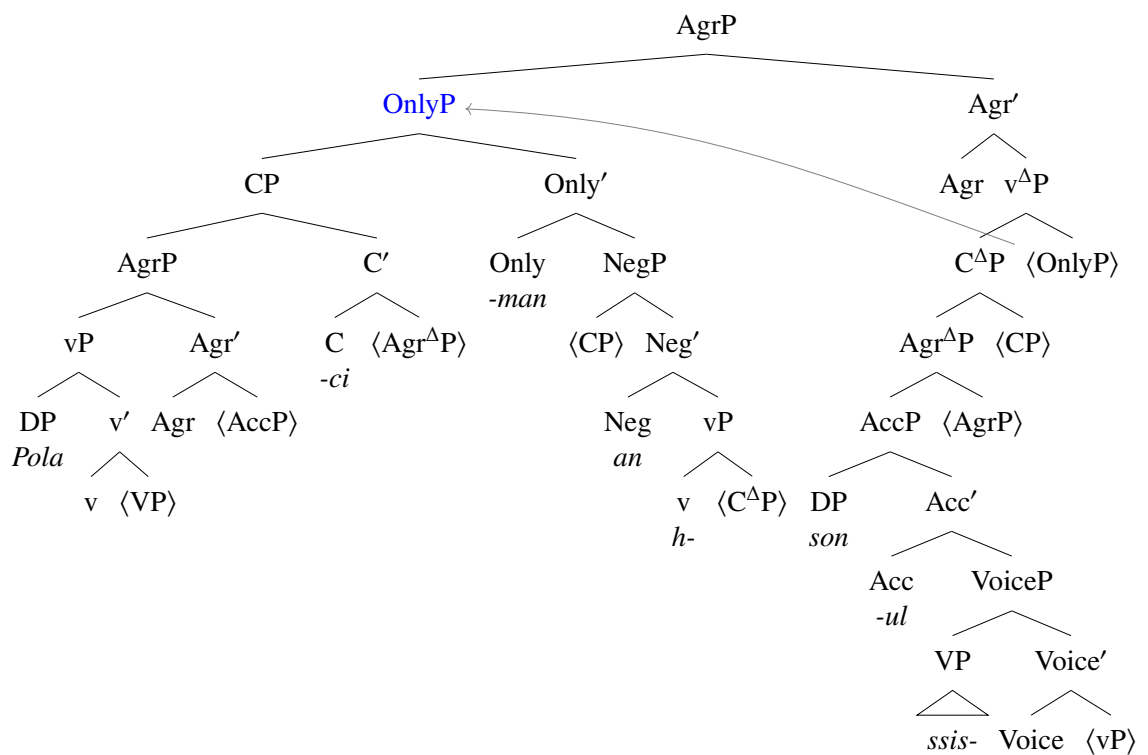 AgrP
OnlyP Agr′
CP Only′ Agr v^ΔP
AgrP C′ Only NegP C^ΔP ⟨OnlyP⟩
-man
vP Agr′ C ⟨Agr^ΔP⟩ ⟨CP⟩ Neg′ Agr^ΔP ⟨CP⟩
-ci
DP v′ Agr ⟨AccP⟩ Neg vP AccP ⟨AgrP⟩
Pola an
v ⟨VP⟩ v ⟨C^ΔP⟩ DP Acc′
h- son
Acc VoiceP
-ul
VP Voice′
ssis- Voice ⟨vP⟩